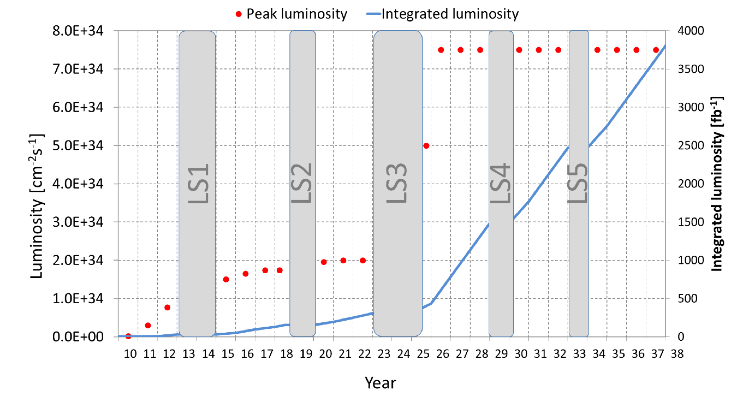 Peak luminosity Integrated luminosity
8.0E+34 4000
7.0E+34 3500
6.0E+34 3000
5.0E+34 2500
4.0E+34 2000
3.0E+34 1500
2.0E+34 1000
1.0E+34 500
0.0E+00 0
Luminosity [cm-2s-1]
LS1 LS2 LS3 LS4 LS5
Integrated luminosity [fb-1]
10 11 12 13 14 15 16 17 18 19 20 21 22 23 24 25 26 27 28 29 30 31 32 33 34 35 36 37 38
Year